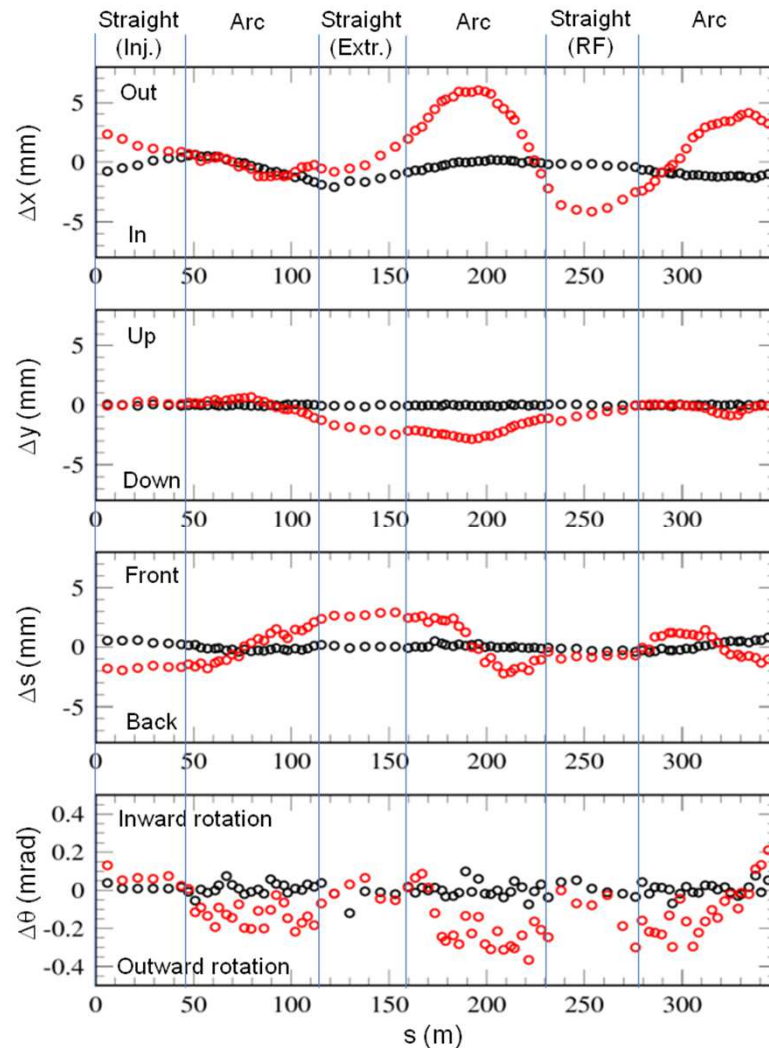 Straight Arc Straight Arc Straight Arc
(Inj.) (Extr.) (RF)
Out
5
0
-5
In
Δx (mm)
0 50 100 150 200 250 300
Up
5
0
-5
Down
Δy (mm)
0 50 100 150 200 250 300
Front
5
0
-5
Back
Δs (mm)
0 50 100 150 200 250 300
0.4
Inward rotation
0.2
0
-0.2
-0.4
Outward rotation
Δθ (mrad)
0 50 100 150 200 250 300
s (m)